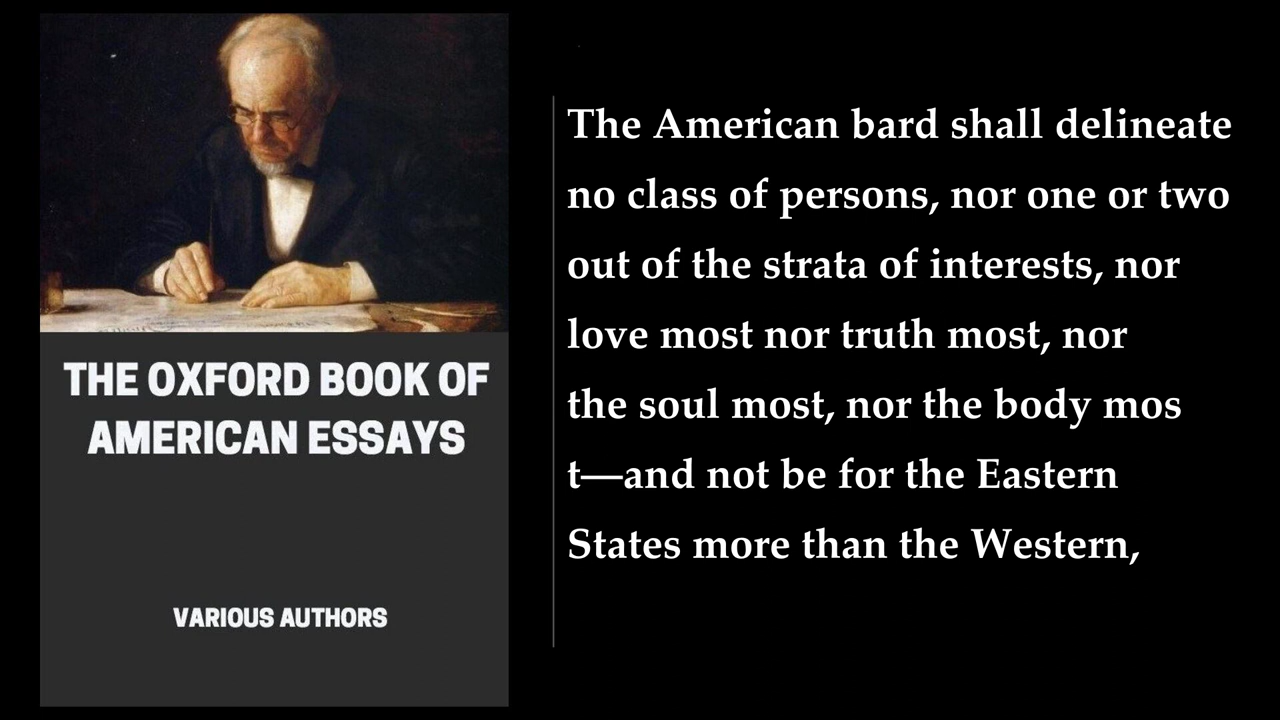 THE OXFORD BOOK OF
AMERICAN ESSAYS
VARIOUS AUTHORS
The American bard shall delineate
no class of persons, nor one or two
out of the strata of interests, nor
love most nor truth most, nor
the soul most, nor the body mos
t—and not be for the Eastern
States more than the Western,